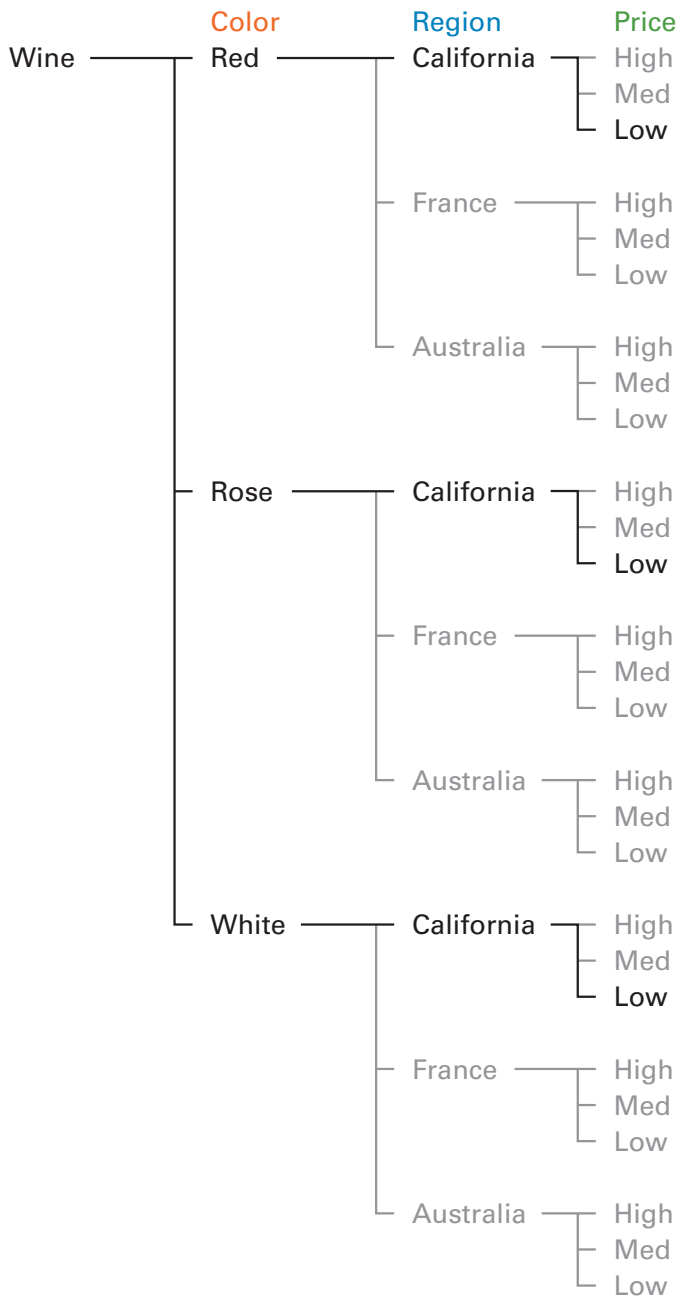 Color Region Price
Wine Red California High
Med
Low
France High
Med
Low
Australia High
Med
Low
Rose California High
Med
Low
France High
Med
Low
Australia High
Med
Low
White California High
Med
Low
France High
Med
Low
Australia High
Med
Low